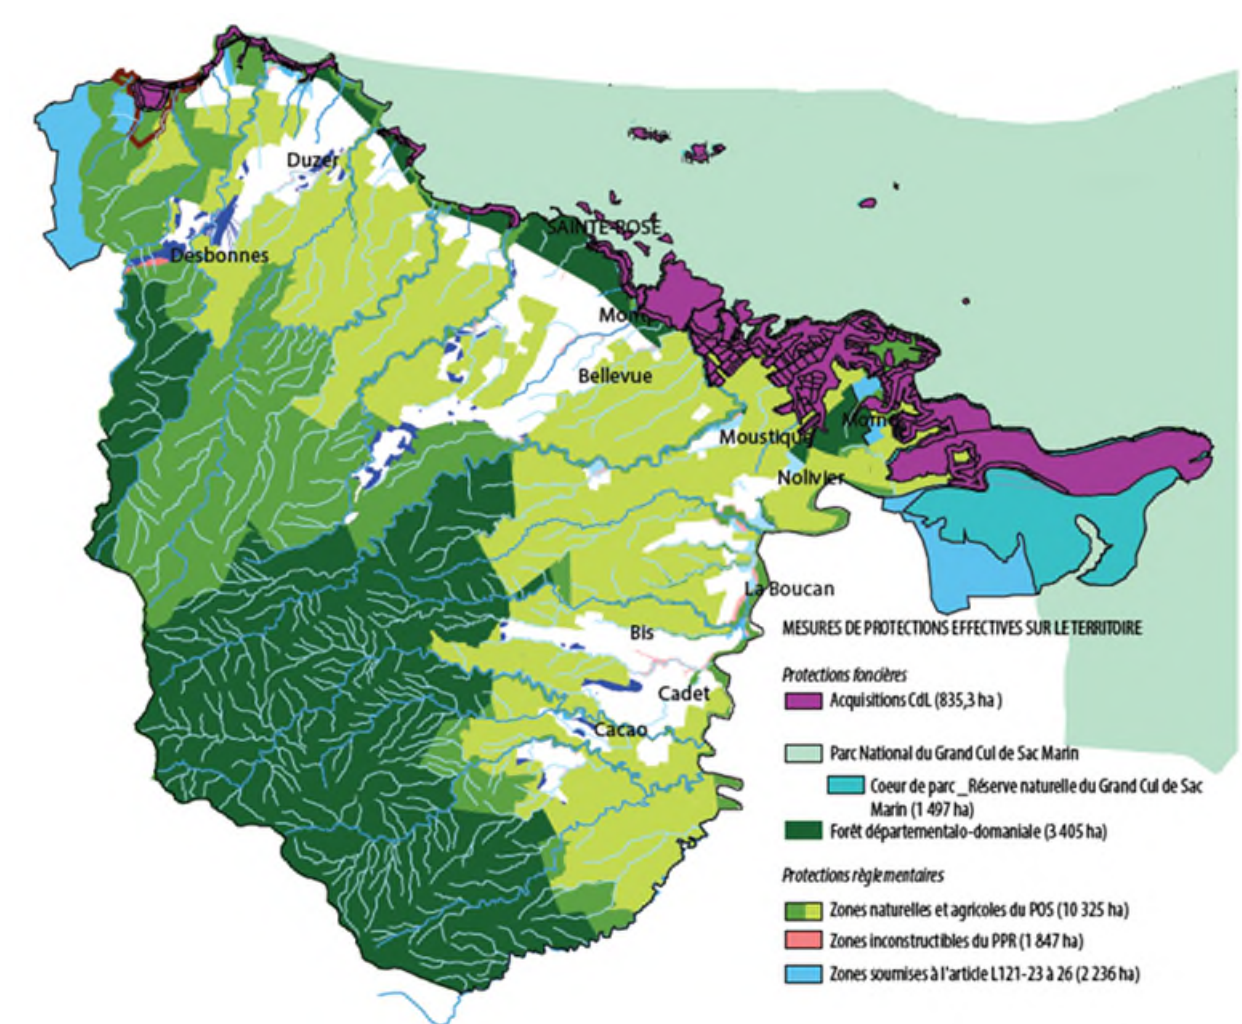 Duzer
SAINTE-ROSE
Desbonnes
Bellevue
Moustique
Nolivier
La Boucan
Bis
Cadet
Cacao
MESURES DE PROTECTIONS EFFECTIVES SUR LE TERRITOIRE
Protections foncières
Acquisitions CdL (835,3 ha )
Parc National du Grand Cul de Sac Marin
Coeur de parc _Réserve naturelle du Grand Cul de Sac
Marin (1 497 ha)
Forêt départementalo-domaniale (3 405 ha)
Protections règlementaires
Zones naturelles et agricoles du POS (10 325 ha)
Zones inconstructibles du PPR (1 847 ha)
Zones soumises à l'article L121-23 à 26 (2 236 ha)